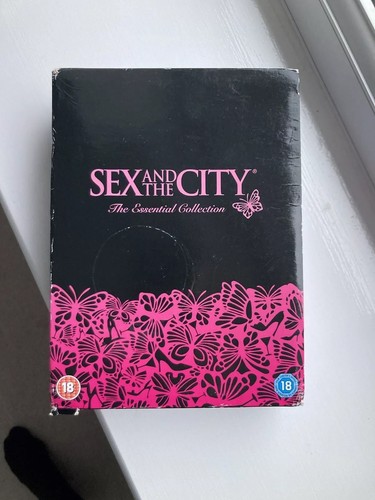 SEX AND THE CITY®
The Essential Collection
18 18